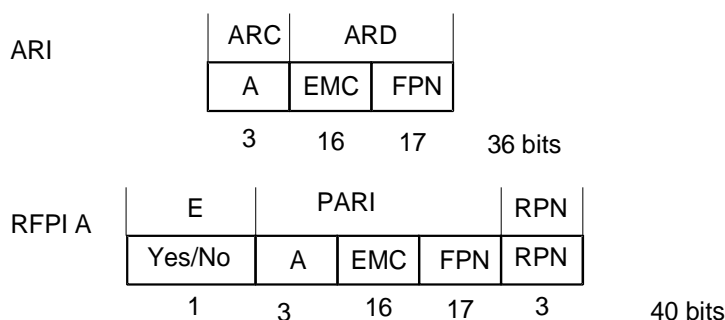 ARC ARD
ARI
A EMC FPN
3 16 17 36 bits
E PARI RPN
RFPI A
Yes/No A EMC FPN RPN
1 3 16 17 3 40 bits